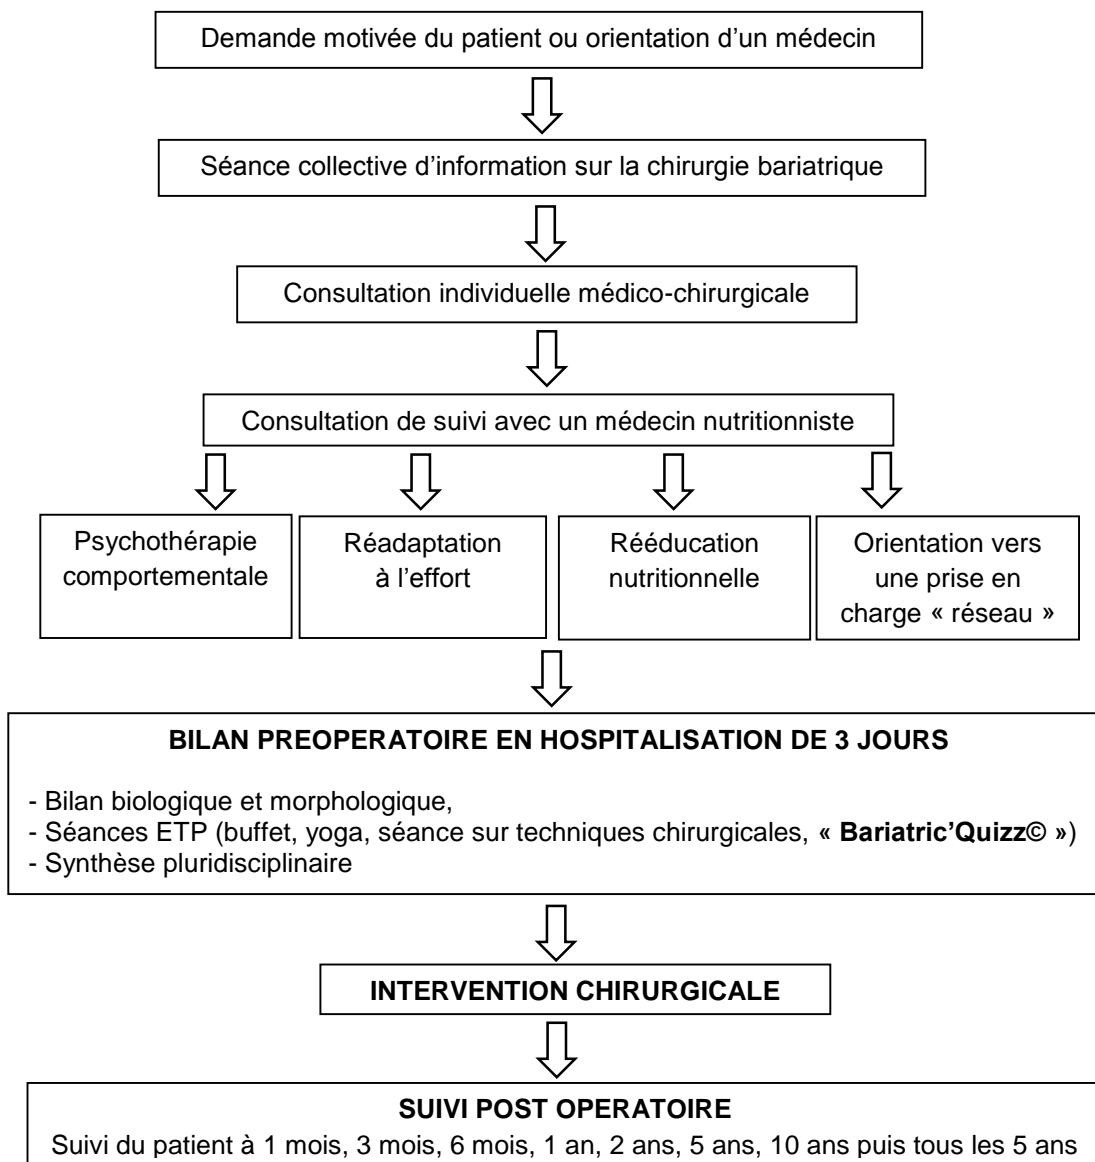 Demande motivée du patient ou orientation d’un médecin
Séance collective d’information sur la chirurgie bariatrique
Consultation individuelle médico-chirurgicale
Consultation de suivi avec un médecin nutritionniste
Psychothérapie
comportementale
Réadaptation
à l’effort
Rééducation
nutritionnelle
Orientation vers
une prise en
charge « réseau »
BILAN PREOPERATOIRE EN HOSPITALISATION DE 3 JOURS
- Bilan biologique et morphologique,
- Séances ETP (buffet, yoga, séance sur techniques chirurgicales, « Bariatric’Quizz© »)
- Synthèse pluridisciplinaire
INTERVENTION CHIRURGICALE
SUIVI POST OPERATOIRE
Suivi du patient à 1 mois, 3 mois, 6 mois, 1 an, 2 ans, 5 ans, 10 ans puis tous les 5 ans